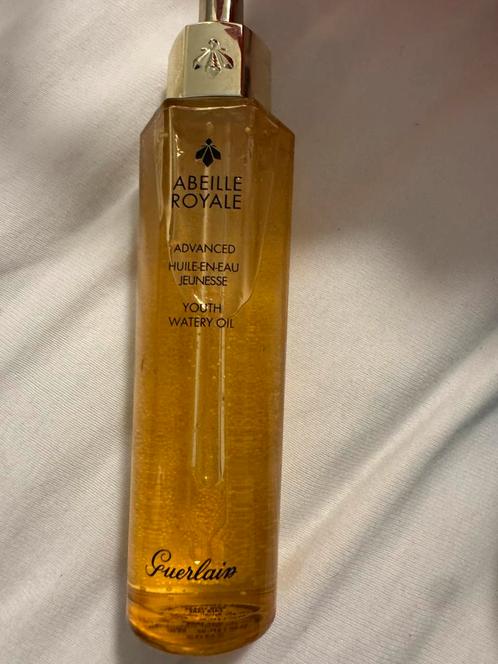 ABEILLE
ROYALE
ADVANCED
HUILE-EN-EAU
JEUNESSE
YOUTH
WATERY OIL
Guerlain